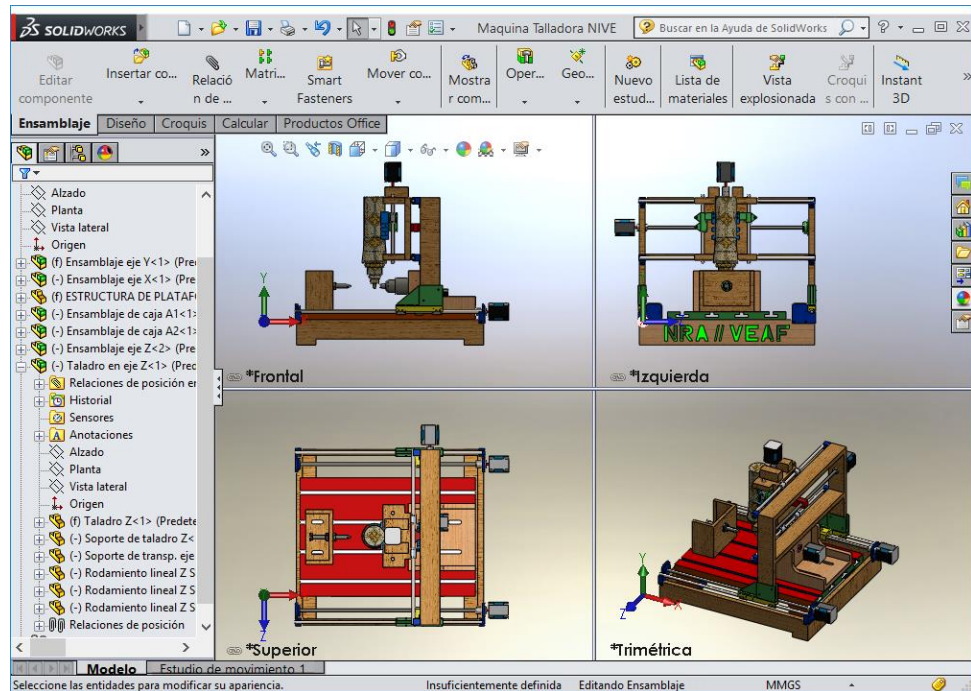 SOLIDWORKS
Maquina Talladora NIVE
Buscar en la Ayuda de SolidWorks
Editar componente
Insertar co...
Relació n de ...
Matri...
Smart Fasteners
Mover co...
Mostra r com...
Oper...
Geo...
Nuevo estud...
Lista de materiales
Vista explosionada
Croqui s con ...
Instant 3D
Ensamblaje Diseño Croquis Calcular Productos Office
Alzado
Planta
Vista lateral
Origen
(f) Ensamblaje eje Y<1> (Pred
(-) Ensamblaje eje X<1> (Pre
(f) ESTRUCTURA DE PLATAF
(-) Ensamblaje de caja A1<1>
(-) Ensamblaje de caja A2<1>
(-) Ensamblaje eje Z<2> (Pre
(-) Taladro en eje Z<1> (Prec
Relaciones de posición er
Historial
Sensores
Anotaciones
Alzado
Planta
Vista lateral
Origen
(f) Taladro Z<1> (Predete
(-) Soporte de taladro Z<
(-) Soporte de transp. eje
(-) Rodamiento lineal Z S
(-) Rodamiento lineal Z S
(-) Rodamiento lineal Z S
Relaciones de posición
Y
*Frontal
NRA // VEAF
*Izquierda
Z
*Superior
Y
X
Z
*Trimétrica
Modelo Estudio de movimiento 1
Seleccione las entidades para modificar su apariencia. Insuficientemente definida Editando Ensamblaje MMGS